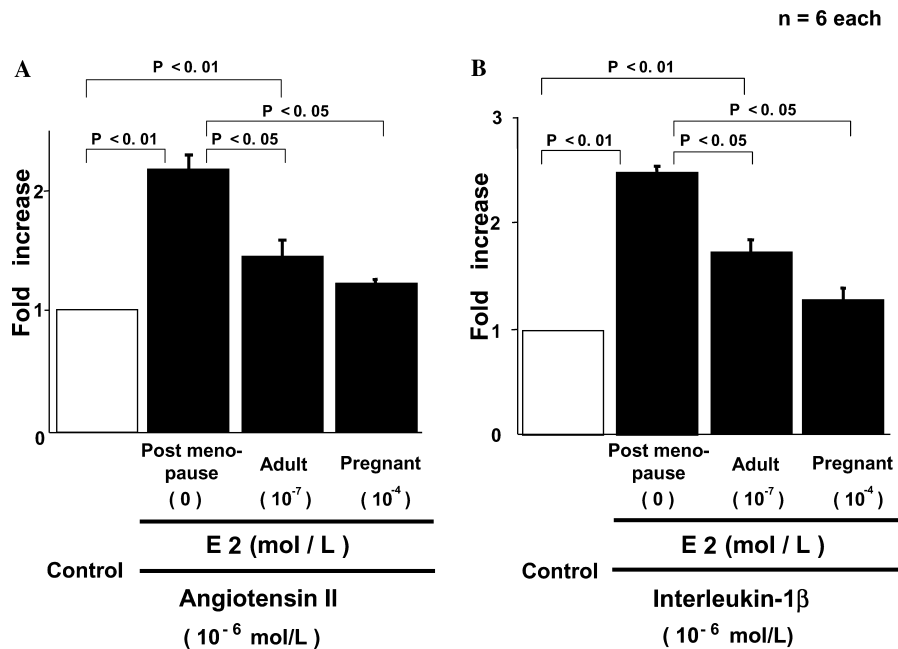 n = 6 each
A
P < 0. 01
P < 0. 05
P < 0. 01
P < 0. 05
Fold increase
2
1
0
Post meno-
pause
( 0 )
Adult
( 10-7 )
Pregnant
( 10-4 )
E 2 (mol / L )
Control
Angiotensin II
( 10- 6 mol/L )
B
P < 0. 01
P < 0. 05
P < 0. 01
P < 0. 05
Fold increase
3
2
1
0
Post meno-
pause
( 0 )
Adult
( 10-7 )
Pregnant
( 10-4 )
E 2 (mol / L )
Control
Interleukin-1β
( 10- 6 mol/L)